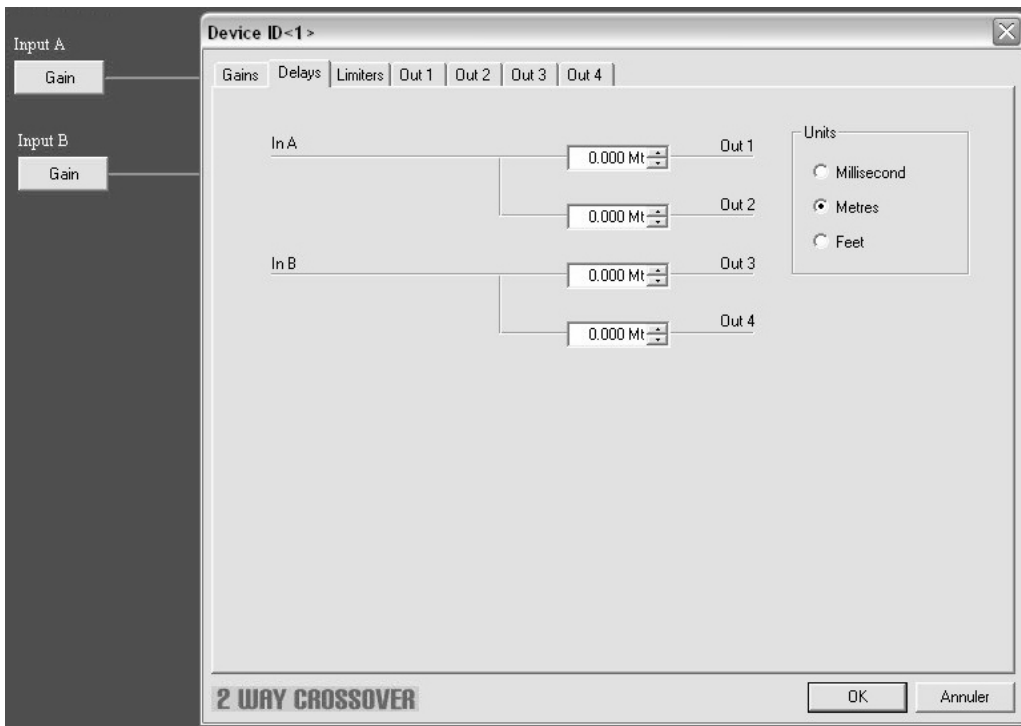 Input A
Gain
Input B
Gain
Device ID<1>
Gains Delays Limiters Out 1 Out 2 Out 3 Out 4
In A
0.000 Mt
Out 1
0.000 Mt
Out 2
In B
0.000 Mt
Out 3
0.000 Mt
Out 4
Units
Millisecond
Metres
Feet
2 WAY CROSSOVER
OK
Annuler